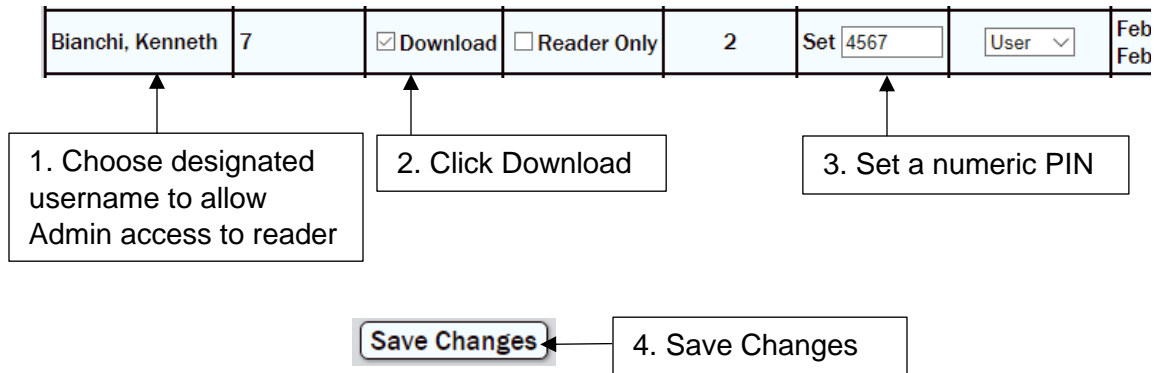 Bianchi, Kenneth 7 Download Reader Only 2 Set 4567 User Feb
Feb
1. Choose designated
username to allow
Admin access to reader
2. Click Download
3. Set a numeric PIN
Save Changes
4. Save Changes